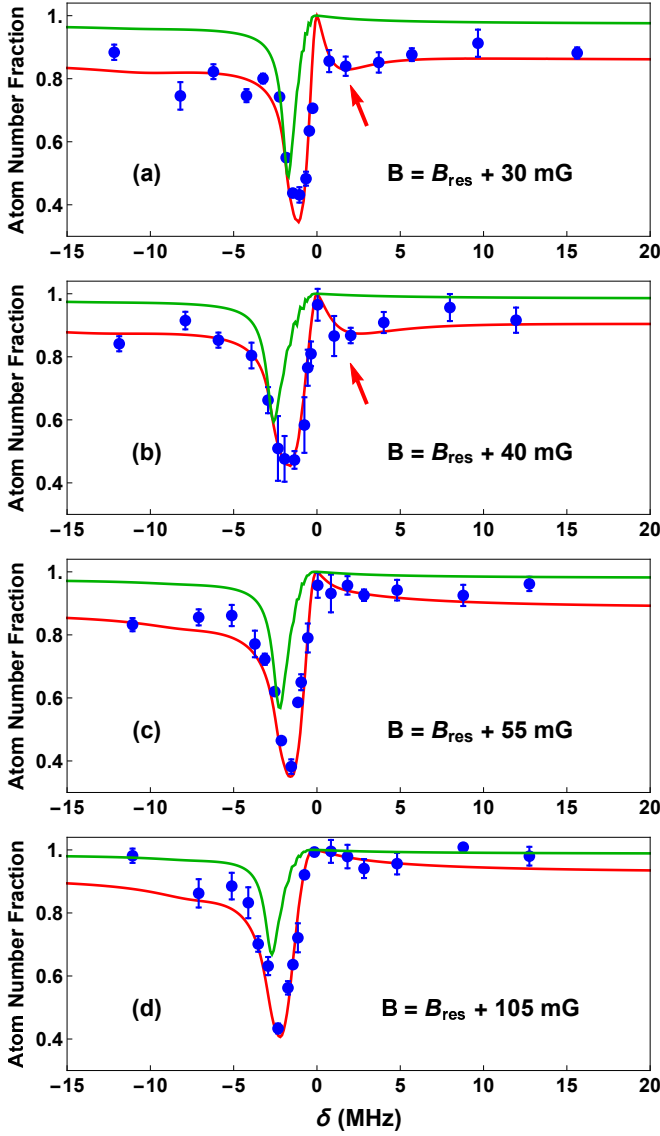 1.
0.8
0.6
0.4
Atom Number Fraction
(a)
B = B_res + 30 mG
−15 −10 −5 0 5 10 15 20
1.
0.8
0.6
0.4
Atom Number Fraction
(b)
B = B_res + 40 mG
−15 −10 −5 0 5 10 15 20
1.
0.8
0.6
0.4
Atom Number Fraction
(c)
B = B_res + 55 mG
−15 −10 −5 0 5 10 15 20
1.
0.8
0.6
0.4
Atom Number Fraction
(d)
B = B_res + 105 mG
−15 −10 −5 0 5 10 15 20
δ (MHz)